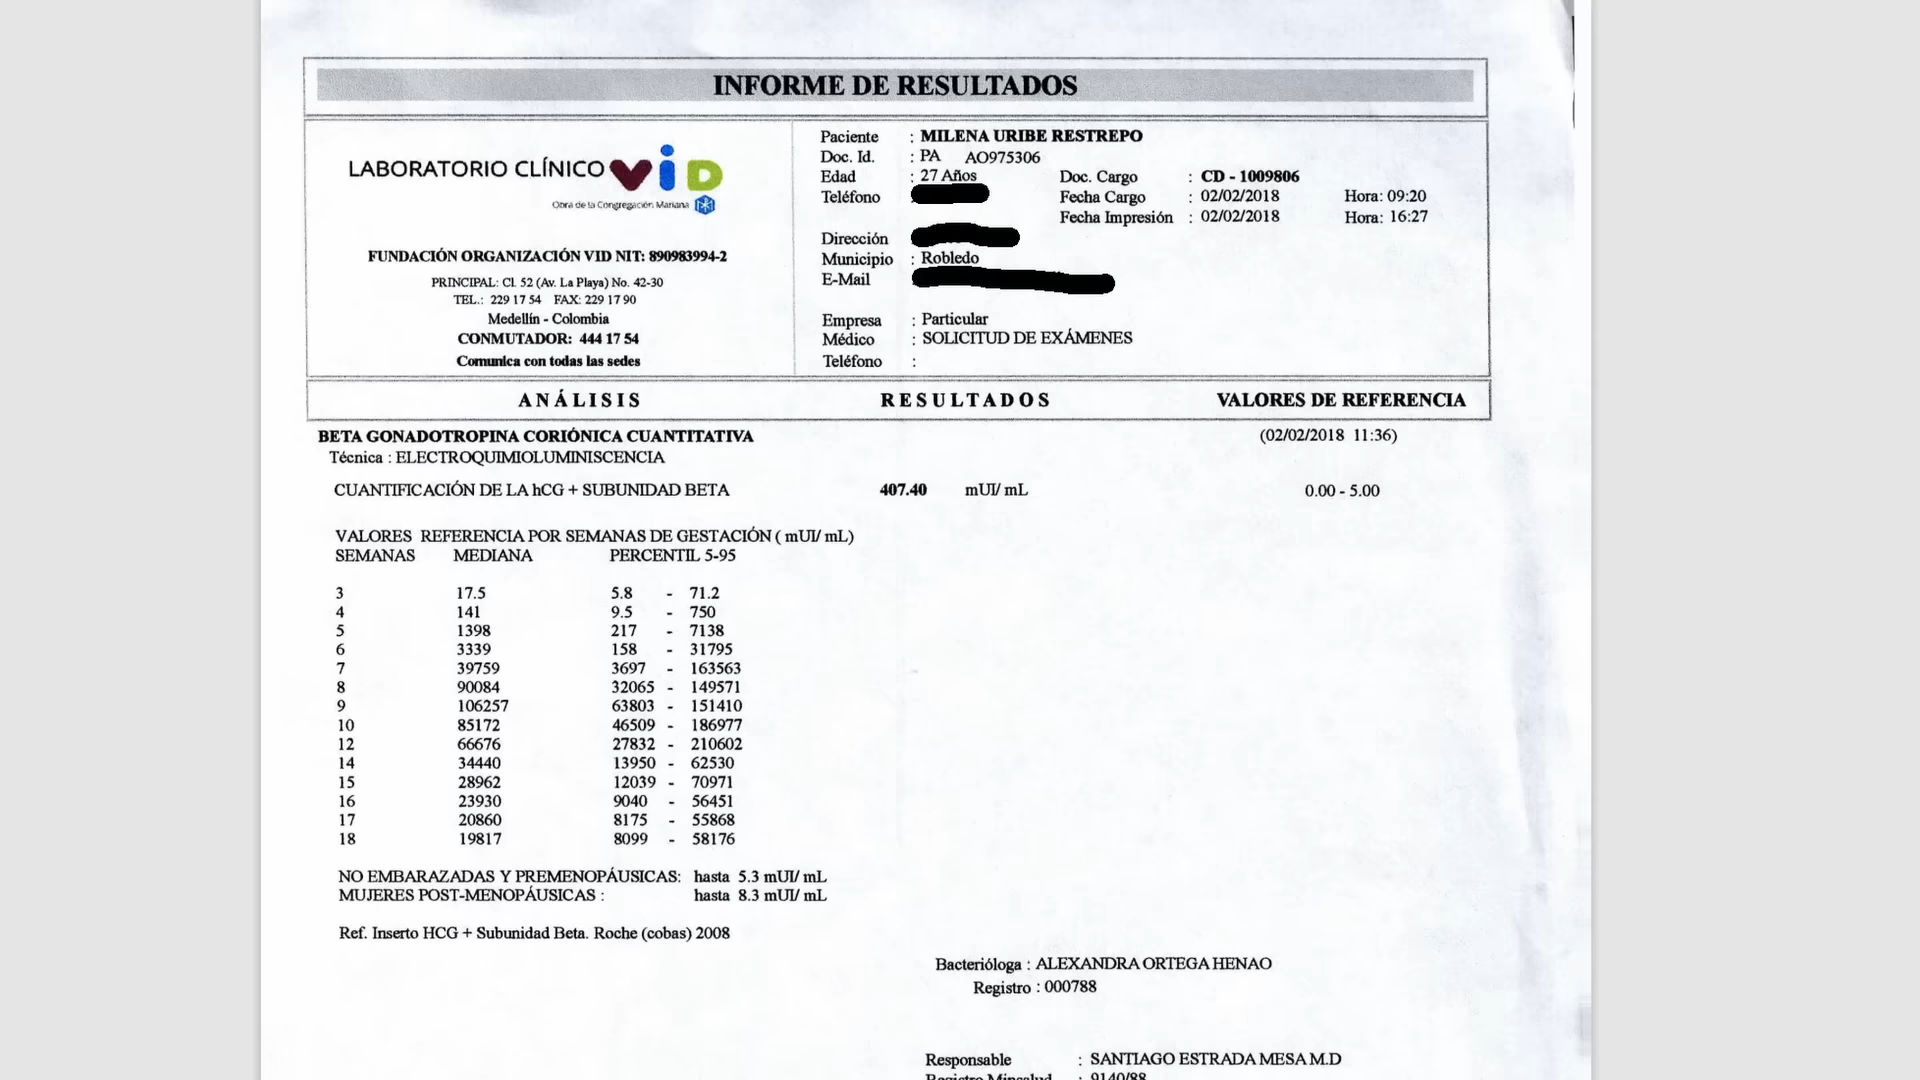 INFORME DE RESULTADOS
LABORATORIO CLÍNICO VID
Obra de la Congregación Mariana
FUNDACIÓN ORGANIZACIÓN VID NIT: 890983994-2
PRINCIPAL: Cl. 52 (Av. La Playa) No. 42-30
TEL.: 229 17 54 FAX: 229 17 90
Medellín - Colombia
CONMUTADOR: 444 17 54
Comunica con todas las sedes
Paciente : MILENA URIBE RESTREPO
Doc. Id. : PA AO975306
Edad : 27 Años Doc. Cargo : CD - 1009806
Teléfono : Fecha Cargo : 02/02/2018 Hora: 09:20
Fecha Impresión : 02/02/2018 Hora: 16:27
Dirección
Municipio : Robledo
E-Mail
Empresa : Particular
Médico : SOLICITUD DE EXÁMENES
Teléfono :
ANÁLISIS RESULTADOS VALORES DE REFERENCIA
BETA GONADOTROPINA CORIÓNICA CUANTITATIVA (02/02/2018 11:36)
Técnica : ELECTROQUIMIOLUMINISCENCIA
CUANTIFICACIÓN DE LA hCG + SUBUNIDAD BETA 407.40 mUI/ mL 0.00 - 5.00
VALORES REFERENCIA POR SEMANAS DE GESTACIÓN ( mUI/ mL)
SEMANAS MEDIANA PERCENTIL 5-95
3 17.5 5.8 - 71.2
4 141 9.5 - 750
5 1398 217 - 7138
6 3339 158 - 31795
7 39759 3697 - 163563
8 90084 32065 - 149571
9 106257 63803 - 151410
10 85172 46509 - 186977
12 66676 27832 - 210602
14 34440 13950 - 62530
15 28962 12039 - 70971
16 23930 9040 - 56451
17 20860 8175 - 55868
18 19817 8099 - 58176
NO EMBARAZADAS Y PREMENOPÁUSICAS: hasta 5.3 mUI/ mL
MUJERES POST-MENOPÁUSICAS : hasta 8.3 mUI/ mL
Ref. Inserto HCG + Subunidad Beta. Roche (cobas) 2008
Bacterióloga : ALEXANDRA ORTEGA HENAO
Registro : 000788
Responsable : SANTIAGO ESTRADA MESA M.D
Registro Minsalud : 9140/88